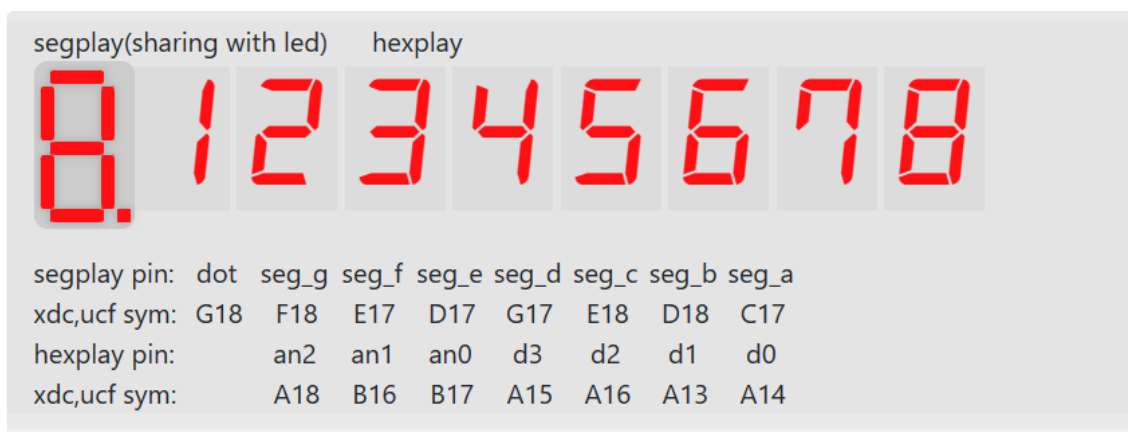 segplay(sharing with led) hexplay
8. 1 2 3 4 5 6 7 8
segplay pin: dot seg_g seg_f seg_e seg_d seg_c seg_b seg_a
xdc,ucf sym: G18 F18 E17 D17 G17 E18 D18 C17
hexplay pin: an2 an1 an0 d3 d2 d1 d0
xdc,ucf sym: A18 B16 B17 A15 A16 A13 A14